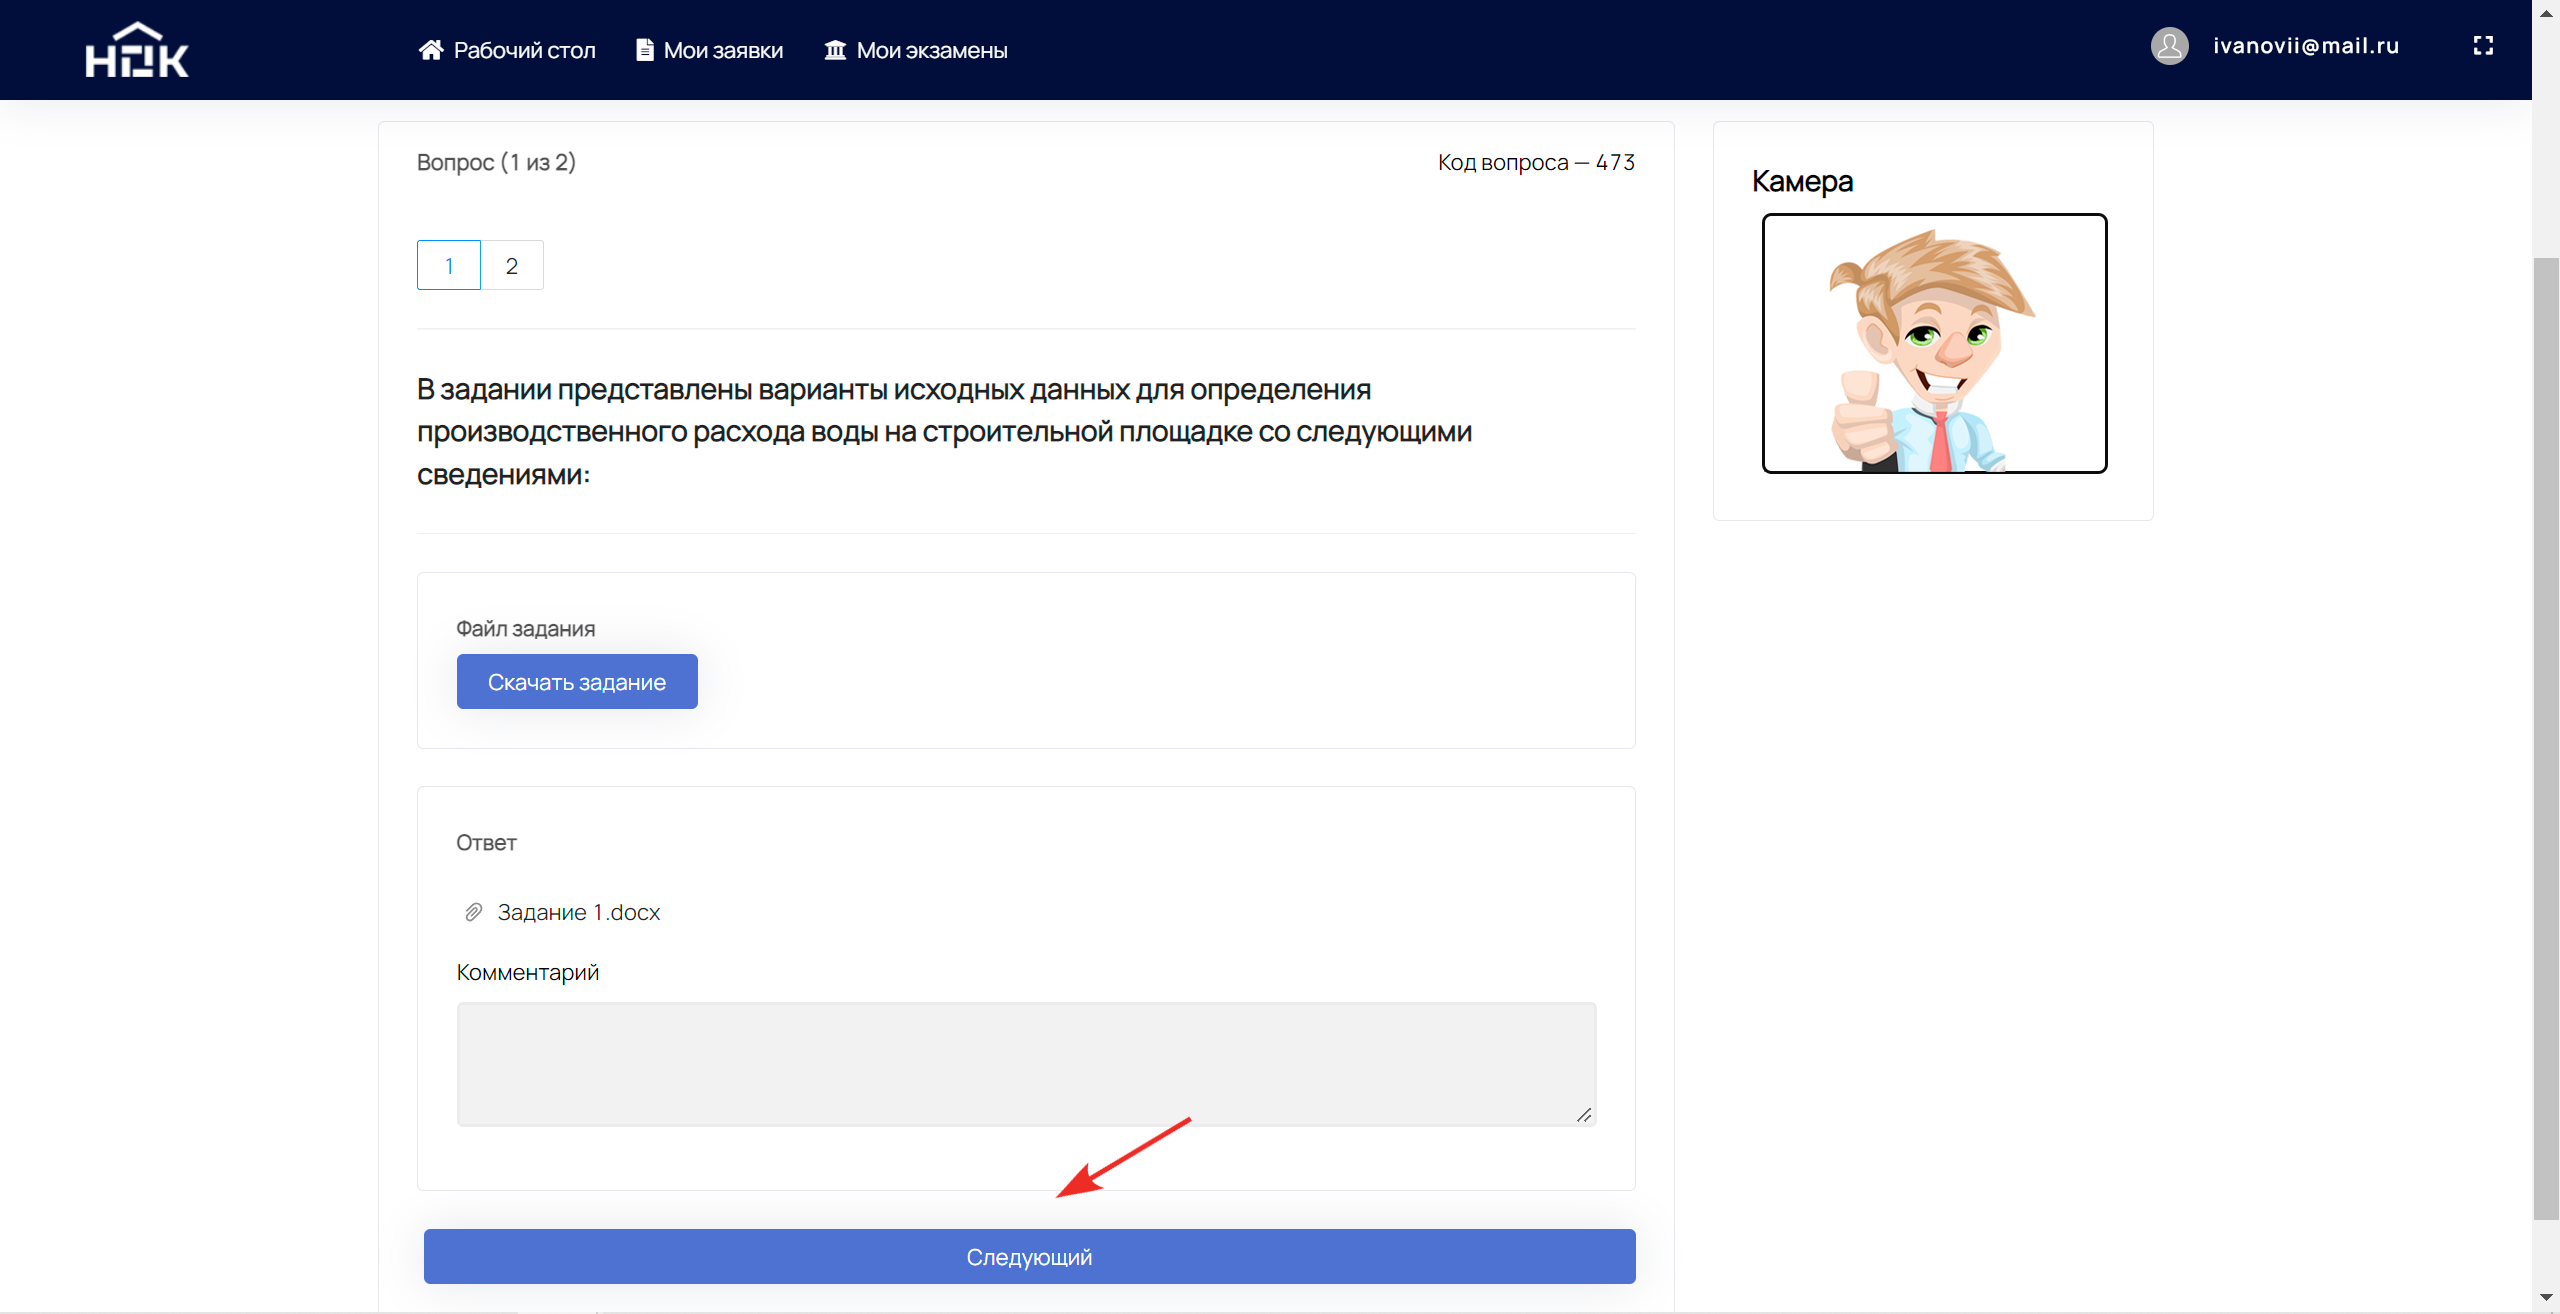 НОК
Рабочий стол
Мои заявки
Мои экзамены
ivanovii@mail.ru
Вопрос (1 из 2)
Код вопроса — 473
1
2
В задании представлены варианты исходных данных для определения
производственного расхода воды на строительной площадке со следующими
сведениями:
Файл задания
Скачать задание
Ответ
Задание 1.docx
Комментарий
Следующий
Камера